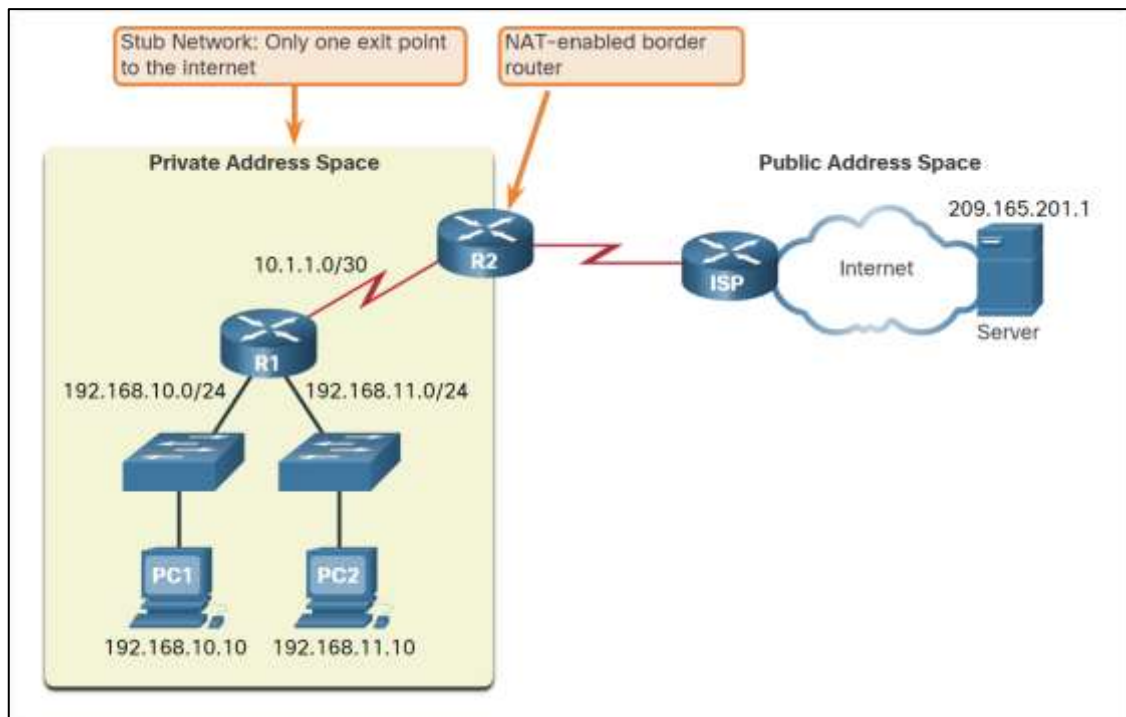 Stub Network: Only one exit point
to the internet
NAT-enabled border
router
Private Address Space
Public Address Space
209.165.201.1
10.1.1.0/30
R2
ISP
Internet
Server
R1
192.168.10.0/24
192.168.11.0/24
PC1
PC2
192.168.10.10
192.168.11.10